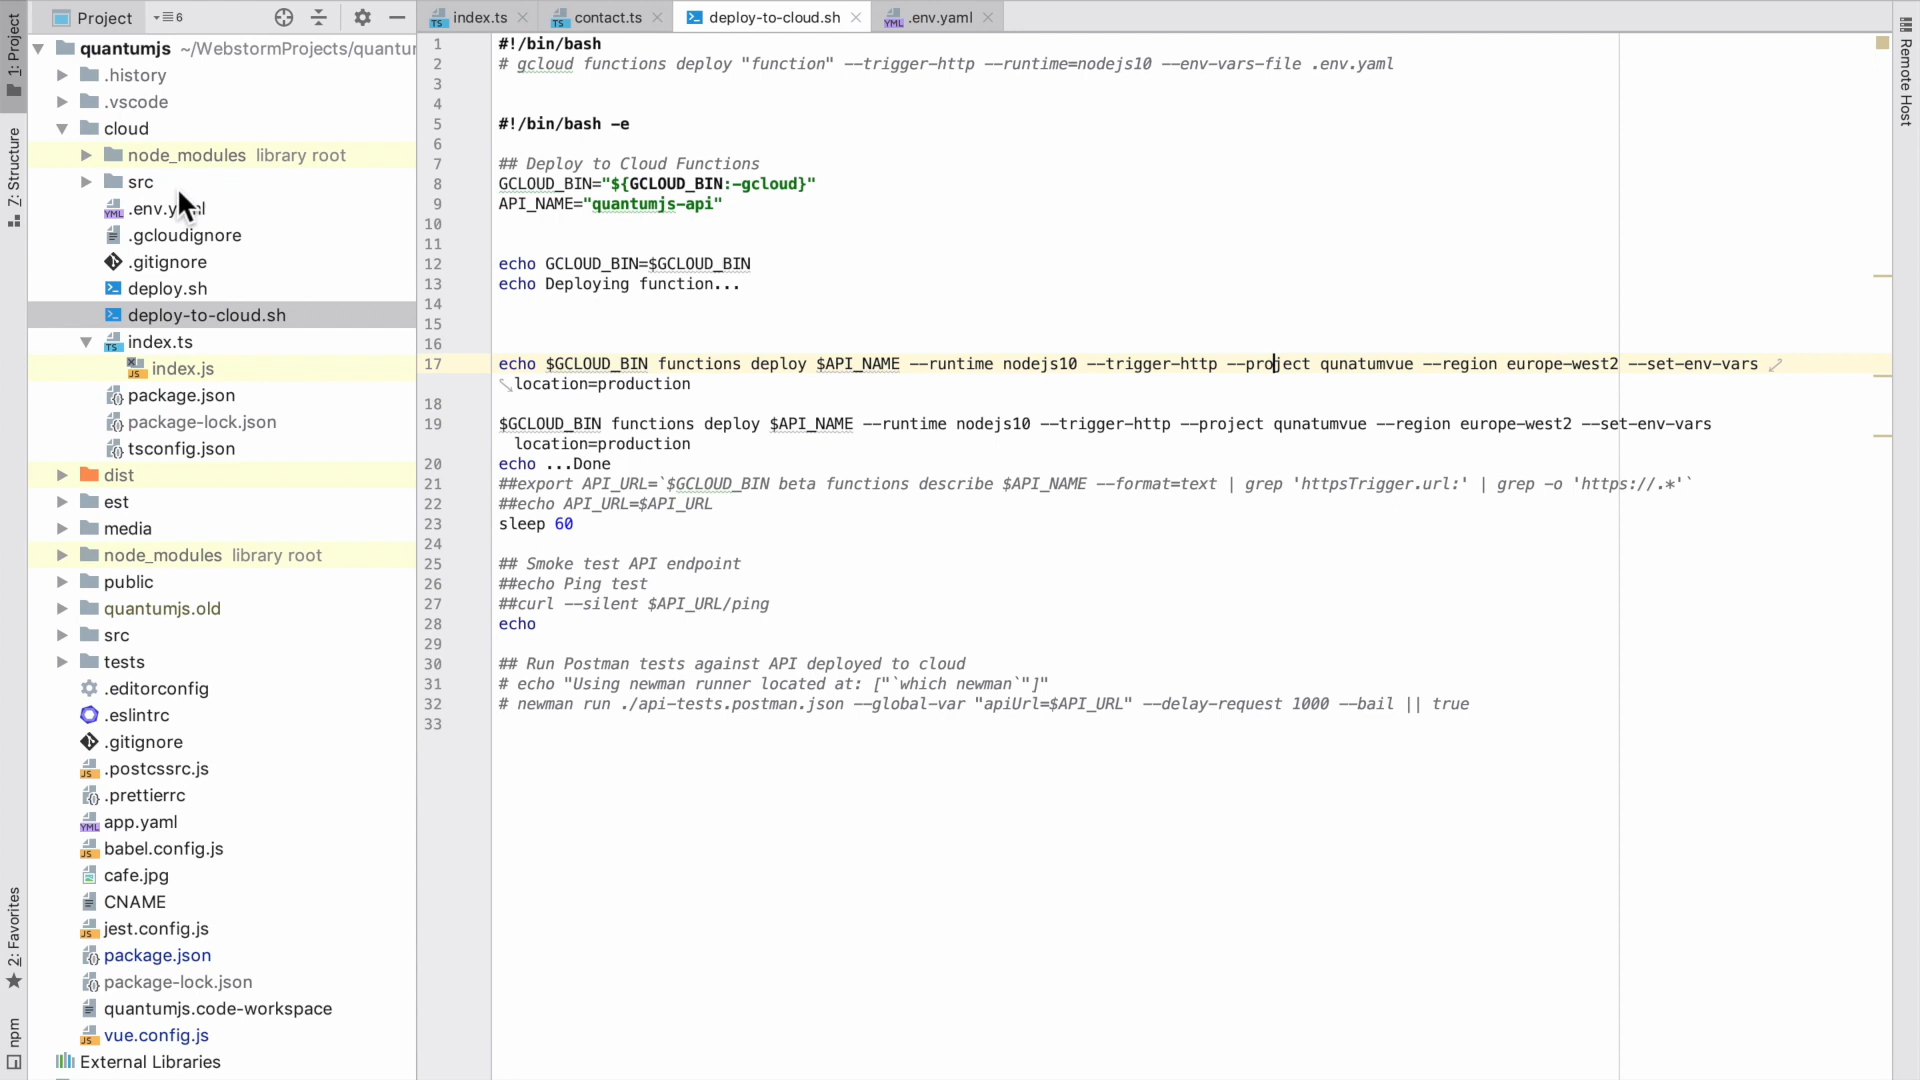 Project
6
index.ts
contact.ts
deploy-to-cloud.sh
.env.yaml
1: Project
7: Structure
2: Favorites
npm
Remote Host
quantumjs ~/WebstormProjects/quantur
.history
.vscode
cloud
node_modules library root
src
.env.y l
.gcloudignore
.gitignore
deploy.sh
deploy-to-cloud.sh
index.ts
index.js
package.json
package-lock.json
tsconfig.json
dist
est
media
node_modules library root
public
quantumjs.old
src
tests
.editorconfig
.eslintrc
.gitignore
.postcssrc.js
.prettierrc
app.yaml
babel.config.js
cafe.jpg
CNAME
jest.config.js
package.json
package-lock.json
quantumjs.code-workspace
vue.config.js
External Libraries
1 #!/bin/bash
2 # gcloud functions deploy "function" --trigger-http --runtime=nodejs10 --env-vars-file .env.yaml
3
4
5 #!/bin/bash -e
6
7 ## Deploy to Cloud Functions
8 GCLOUD_BIN="${GCLOUD_BIN:-gcloud}"
9 API_NAME="quantumjs-api"
10
11
12 echo GCLOUD_BIN=$GCLOUD_BIN
13 echo Deploying function...
14
15
16
17 echo $GCLOUD_BIN functions deploy $API_NAME --runtime nodejs10 --trigger-http --project qunatumvue --region europe-west2 --set-env-vars
location=production
18
19 $GCLOUD_BIN functions deploy $API_NAME --runtime nodejs10 --trigger-http --project qunatumvue --region europe-west2 --set-env-vars
location=production
20 echo ...Done
21 ##export API_URL=`$GCLOUD_BIN beta functions describe $API_NAME --format=text | grep 'httpsTrigger.url:' | grep -o 'https://.*'`
22 ##echo API_URL=$API_URL
23 sleep 60
24
25 ## Smoke test API endpoint
26 ##echo Ping test
27 ##curl --silent $API_URL/ping
28 echo
29
30 ## Run Postman tests against API deployed to cloud
31 # echo "Using newman runner located at: ["`which newman`"]"
32 # newman run ./api-tests.postman.json --global-var "apiUrl=$API_URL" --delay-request 1000 --bail || true
33